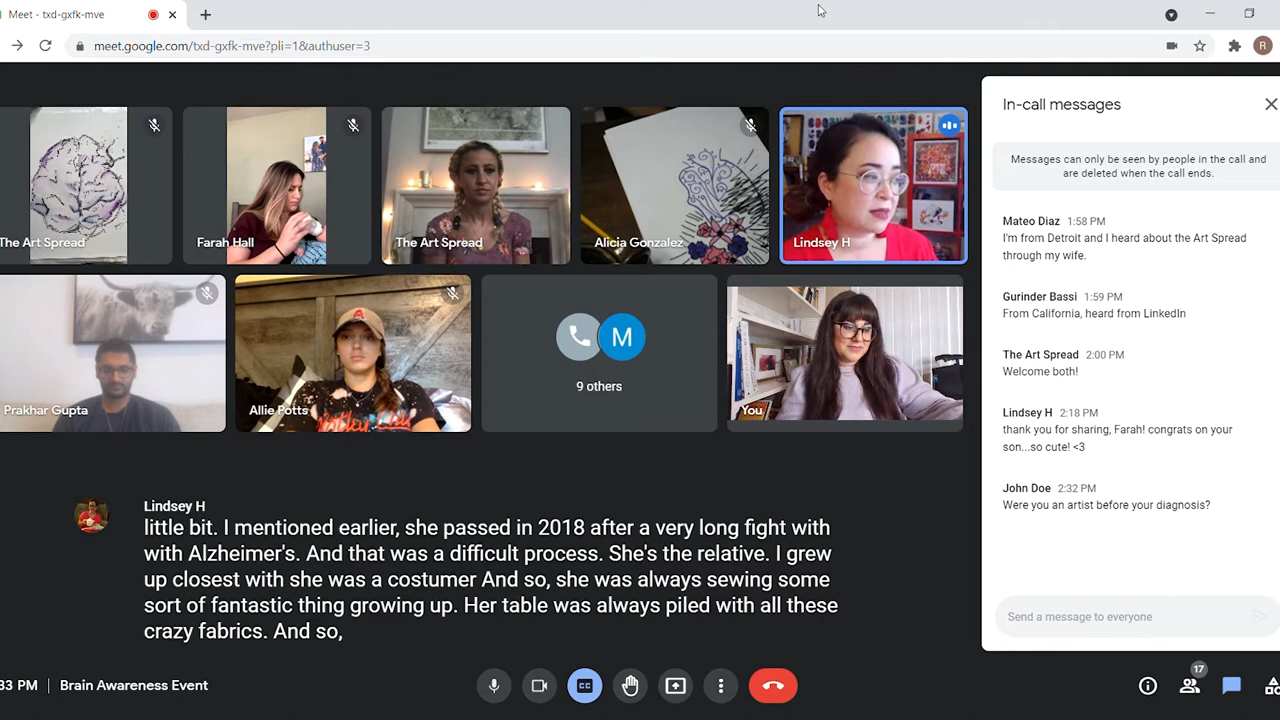 Meet - txd-gxfk-mve
meet.google.com/txd-gxfk-mve?pli=1&authuser=3
R
The Art Spread
Farah Hall
The Art Spread
Alicia Gonzalez
Lindsey H
Prakhar Gupta
Allie Potts
A
M
9 others
You
In-call messages
Messages can only be seen by people in the call and
are deleted when the call ends.
Mateo Diaz 1:58 PM
I'm from Detroit and I heard about the Art Spread
through my wife.
Gurinder Bassi 1:59 PM
From California, heard from LinkedIn
The Art Spread 2:00 PM
Welcome both!
Lindsey H 2:18 PM
thank you for sharing, Farah! congrats on your
son...so cute! <3
John Doe 2:32 PM
Were you an artist before your diagnosis?
Send a message to everyone
Lindsey H
little bit. I mentioned earlier, she passed in 2018 after a very long fight with
with Alzheimer's. And that was a difficult process. She's the relative. I grew
up closest with she was a costumer And so, she was always sewing some
sort of fantastic thing growing up. Her table was always piled with all these
crazy fabrics. And so,
33 PM | Brain Awareness Event
CC
17